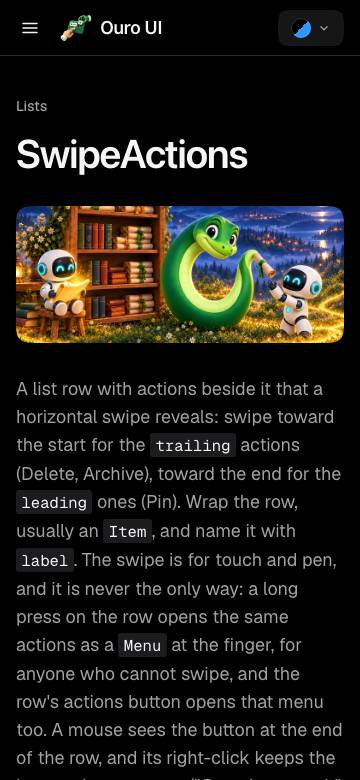 Ouro UI
Lists
SwipeActions
A list row with actions beside it that a
horizontal swipe reveals: swipe toward
the start for the trailing actions
(Delete, Archive), toward the end for the
leading ones (Pin). Wrap the row,
usually an Item, and name it with
label. The swipe is for touch and pen,
and it is never the only way: a long
press on the row opens the same
actions as a Menu at the finger, for
anyone who cannot swipe, and the
row's actions button opens that menu
too. A mouse sees the button at the end
of the row, and its right-click keeps the